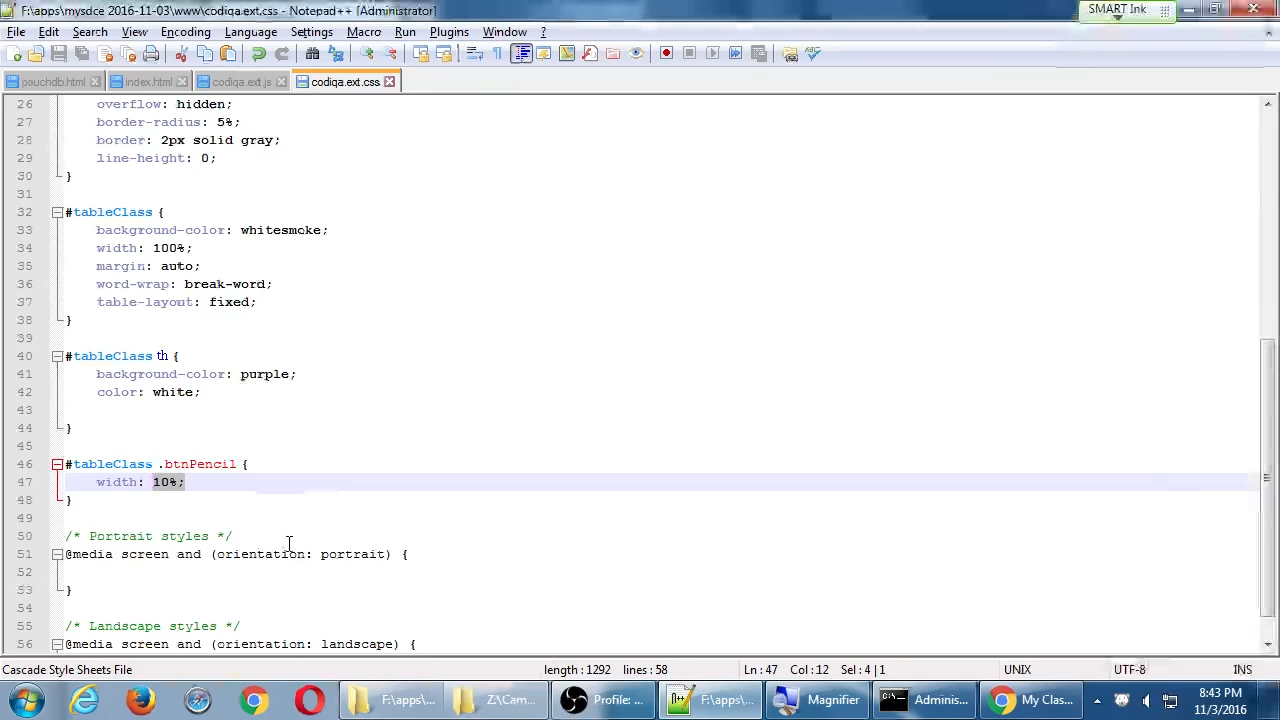 F:\apps\mysdce 2016-11-03\www\codiqa.ext.css - Notepad++ [Administrator]
SMART Ink
File Edit Search View Encoding Language Settings Macro Run Plugins Window ?
pouchdb.html index.html codiqa.ext.js codiqa.ext.css
26 overflow: hidden;
27 border-radius: 5%;
28 border: 2px solid gray;
29 line-height: 0;
30 }
31
32 #tableClass {
33 background-color: whitesmoke;
34 width: 100%;
35 margin: auto;
36 word-wrap: break-word;
37 table-layout: fixed;
38 }
39
40 #tableClass th {
41 background-color: purple;
42 color: white;
43
44 }
45
46 #tableClass .btnPencil {
47 width: 10%;
48 }
49
50 /* Portrait styles */
51 @media screen and (orientation: portrait) {
52
53 }
54
55 /* Landscape styles */
56 @media screen and (orientation: landscape) {
Cascade Style Sheets File length : 1292 lines : 58 Ln : 47 Col : 12 Sel : 4 | 1 UNIX UTF-8 INS
F:\apps\... Z:\Cam... Profile: ... F:\apps\... Magnifier Adminis... My Clas... 8:43 PM
11/3/2016